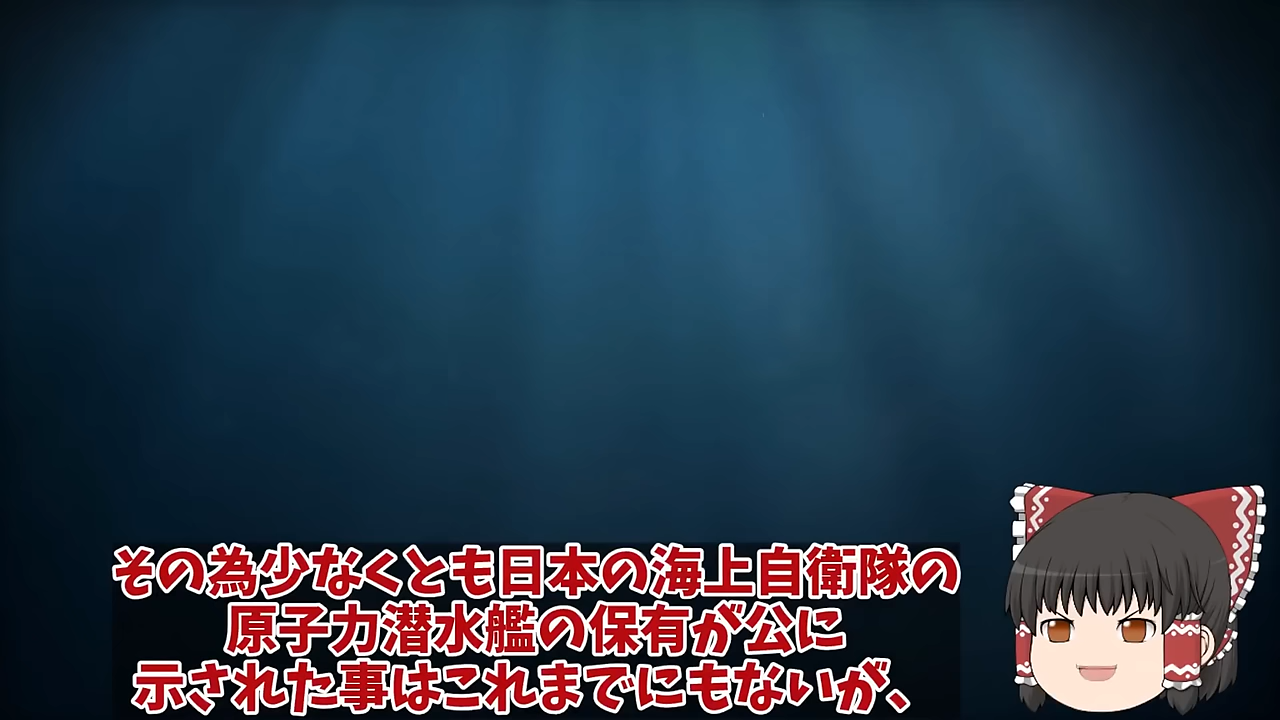 その為少なくとも日本の海上自衛隊の
原子力潜水艦の保有が公に
示された事はこれまでにもないが、